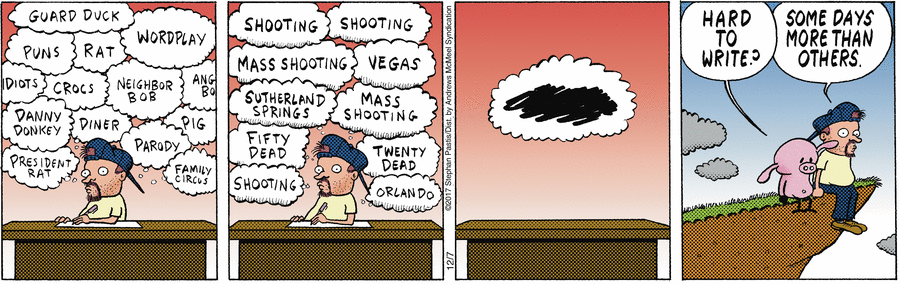 GUARD DUCK
WORDPLAY
PUNS
RAT
IDIOTS
CROCS
NEIGHBOR
BOB
ANG
BO
DANNY
DONKEY
DINER
PIG
PARODY
PRESIDENT
RAT
FAMILY
CIRCUS
SHOOTING
SHOOTING
MASS SHOOTING
VEGAS
SUTHERLAND
SPRINGS
MASS
SHOOTING
FIFTY
DEAD
TWENTY
DEAD
SHOOTING
ORLANDO
©2017 Stephan Pastis/Dist. by Andrews McMeel Syndication
12/7
HARD
TO
WRITE?
SOME DAYS
MORE THAN
OTHERS.